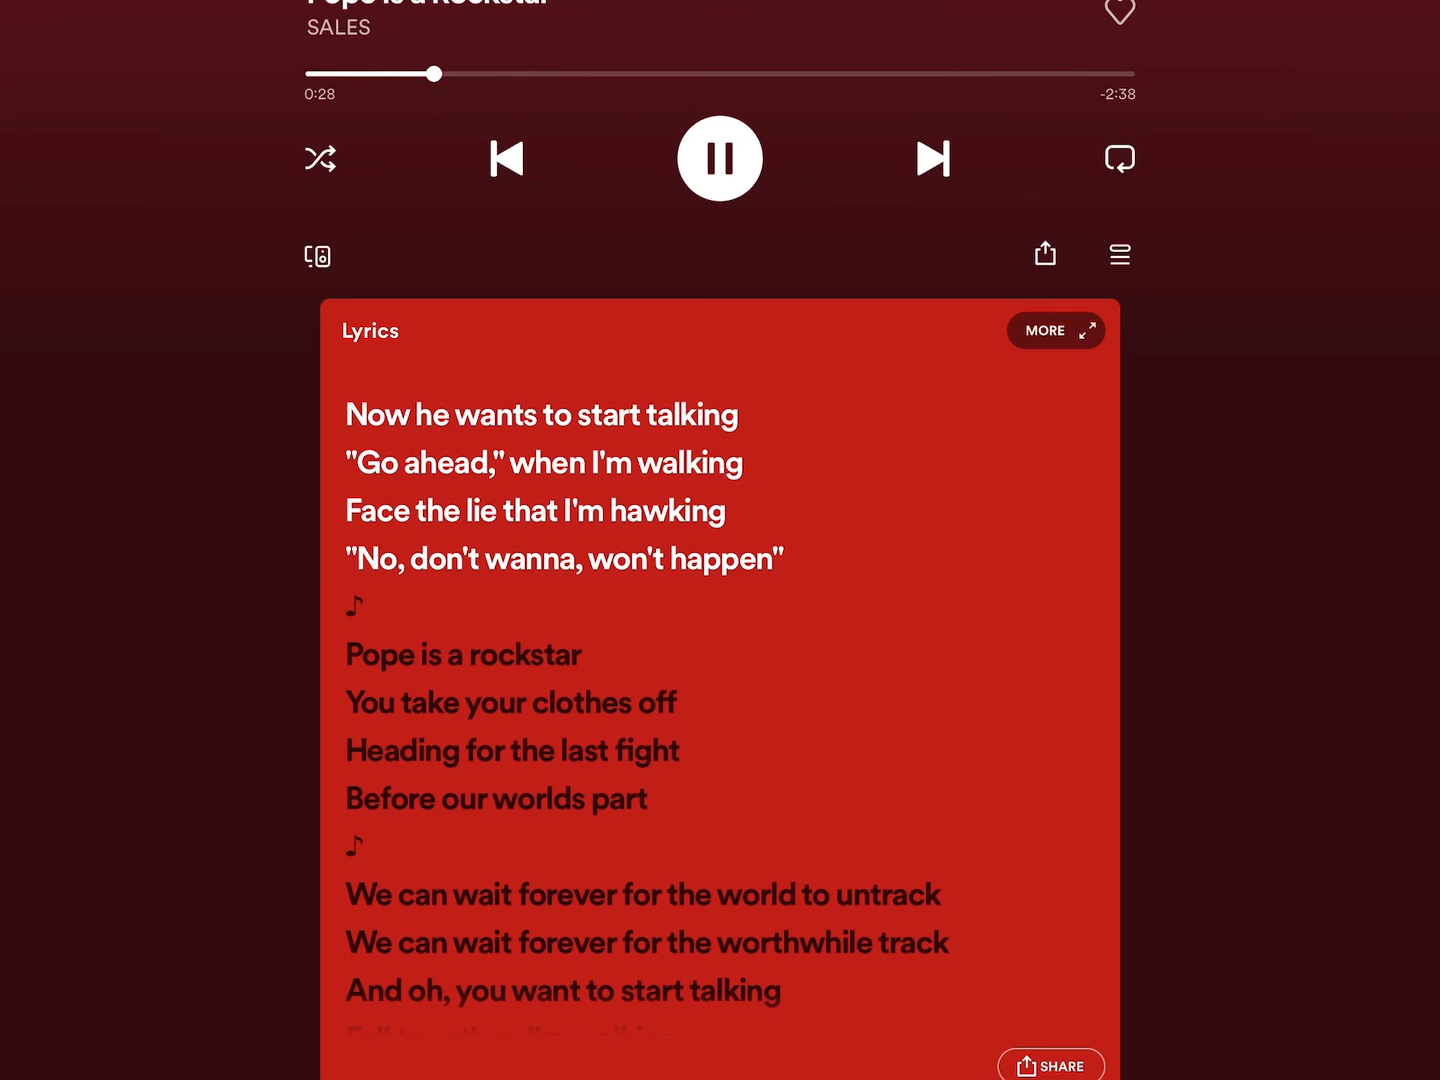 Pope is a Rockstar
SALES
0:28
-2:38
Lyrics
MORE
Now he wants to start talking
"Go ahead," when I'm walking
Face the lie that I'm hawking
"No, don't wanna, won't happen"
♪
Pope is a rockstar
You take your clothes off
Heading for the last fight
Before our worlds part
♪
We can wait forever for the world to untrack
We can wait forever for the worthwhile track
And oh, you want to start talking
SHARE